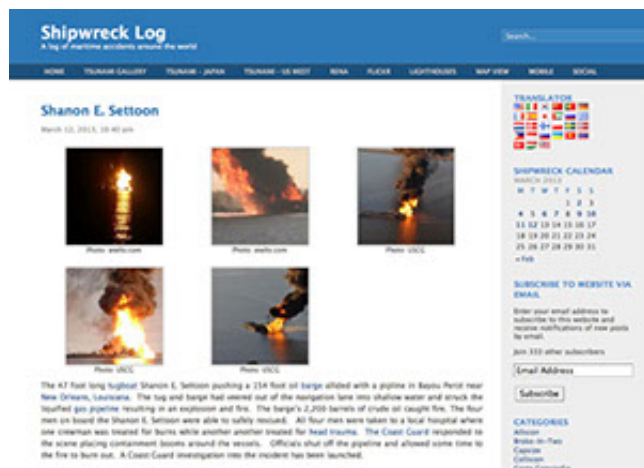 Shipwreck Log
A log of maritime accidents around the world
Search...
HOME TSUNAMI GALLERY TSUNAMI - JAPAN TSUNAMI - US WEST RENA FLICKR LIGHTHOUSES MAP VIEW MOBILE SOCIAL
Shanon E. Settoon
March 12, 2013, 10:40 pm
Photo: wwltv.com
Photo: wwltv.com
Photo: USCG
Photo: USCG
Photo: USCG
The 47 foot long tugboat Shanon E. Settoon pushing a 154 foot oil barge allided with a pipline in Bayou Perot near
New Orleans, Louisiana. The tug and barge had veered out of the navigation lane into shallow water and struck the
liquified gas pipeline resulting in an explosion and fire. The barge's 2,200 barrels of crude oil caught fire. The four
men on board the Shanon E. Settoon were able to safely rescued. All four men were taken to a local hospital where
one crewman was treated for burns while another another treated for head trauma. The Coast Guard responded to
the scene placing containment booms around the vessels. Officials shut off the pipeline and allowed some time to
the fire to burn out. A Coast Guard investigation into the incident has been launched.
TRANSLATOR
SHIPWRECK CALENDAR
MARCH 2013
M T W T F S S
1 2 3
4 5 6 7 8 9 10
11 12 13 14 15 16 17
18 19 20 21 22 23 24
25 26 27 28 29 30 31
« Feb
SUBSCRIBE TO WEBSITE VIA
EMAIL
Enter your email address to
subscribe to this website and
receive notifications of new posts
by email.
Join 333 other subscribers
Email Address
Subscribe
CATEGORIES
Allision
Broke-In-Two
Capsize
Collision